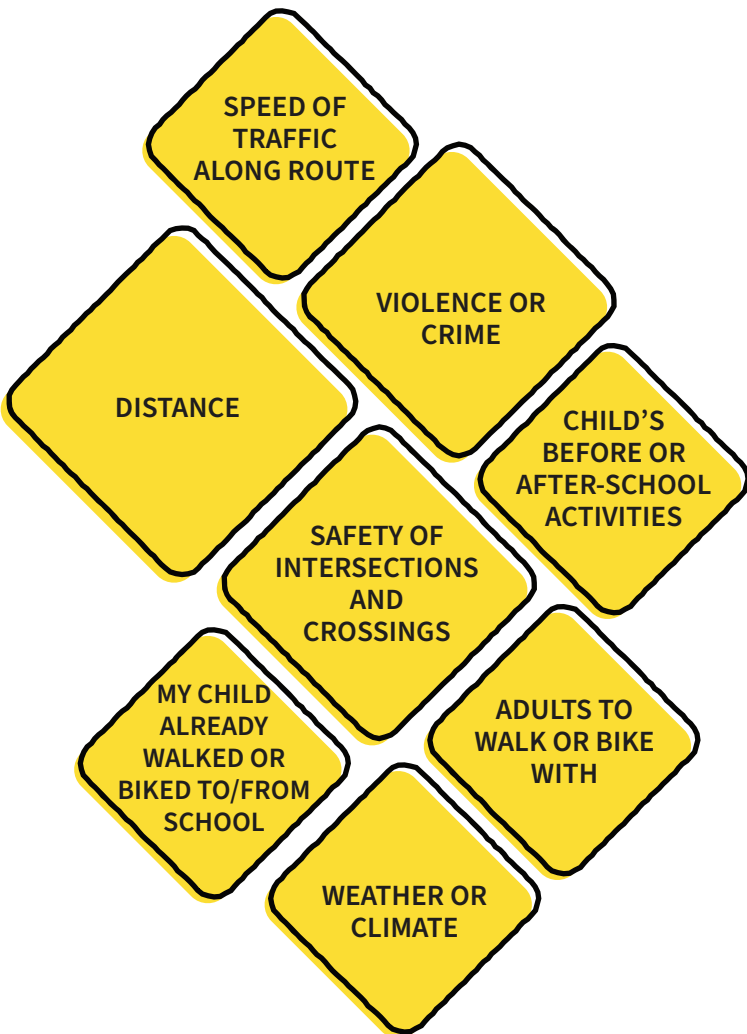 SPEED OF
TRAFFIC
ALONG ROUTE
VIOLENCE OR
CRIME
DISTANCE
CHILD’S
BEFORE OR
AFTER-SCHOOL
ACTIVITIES
SAFETY OF
INTERSECTIONS
AND
CROSSINGS
MY CHILD
ALREADY
WALKED OR
BIKED TO/FROM
SCHOOL
ADULTS TO
WALK OR BIKE
WITH
WEATHER OR
CLIMATE